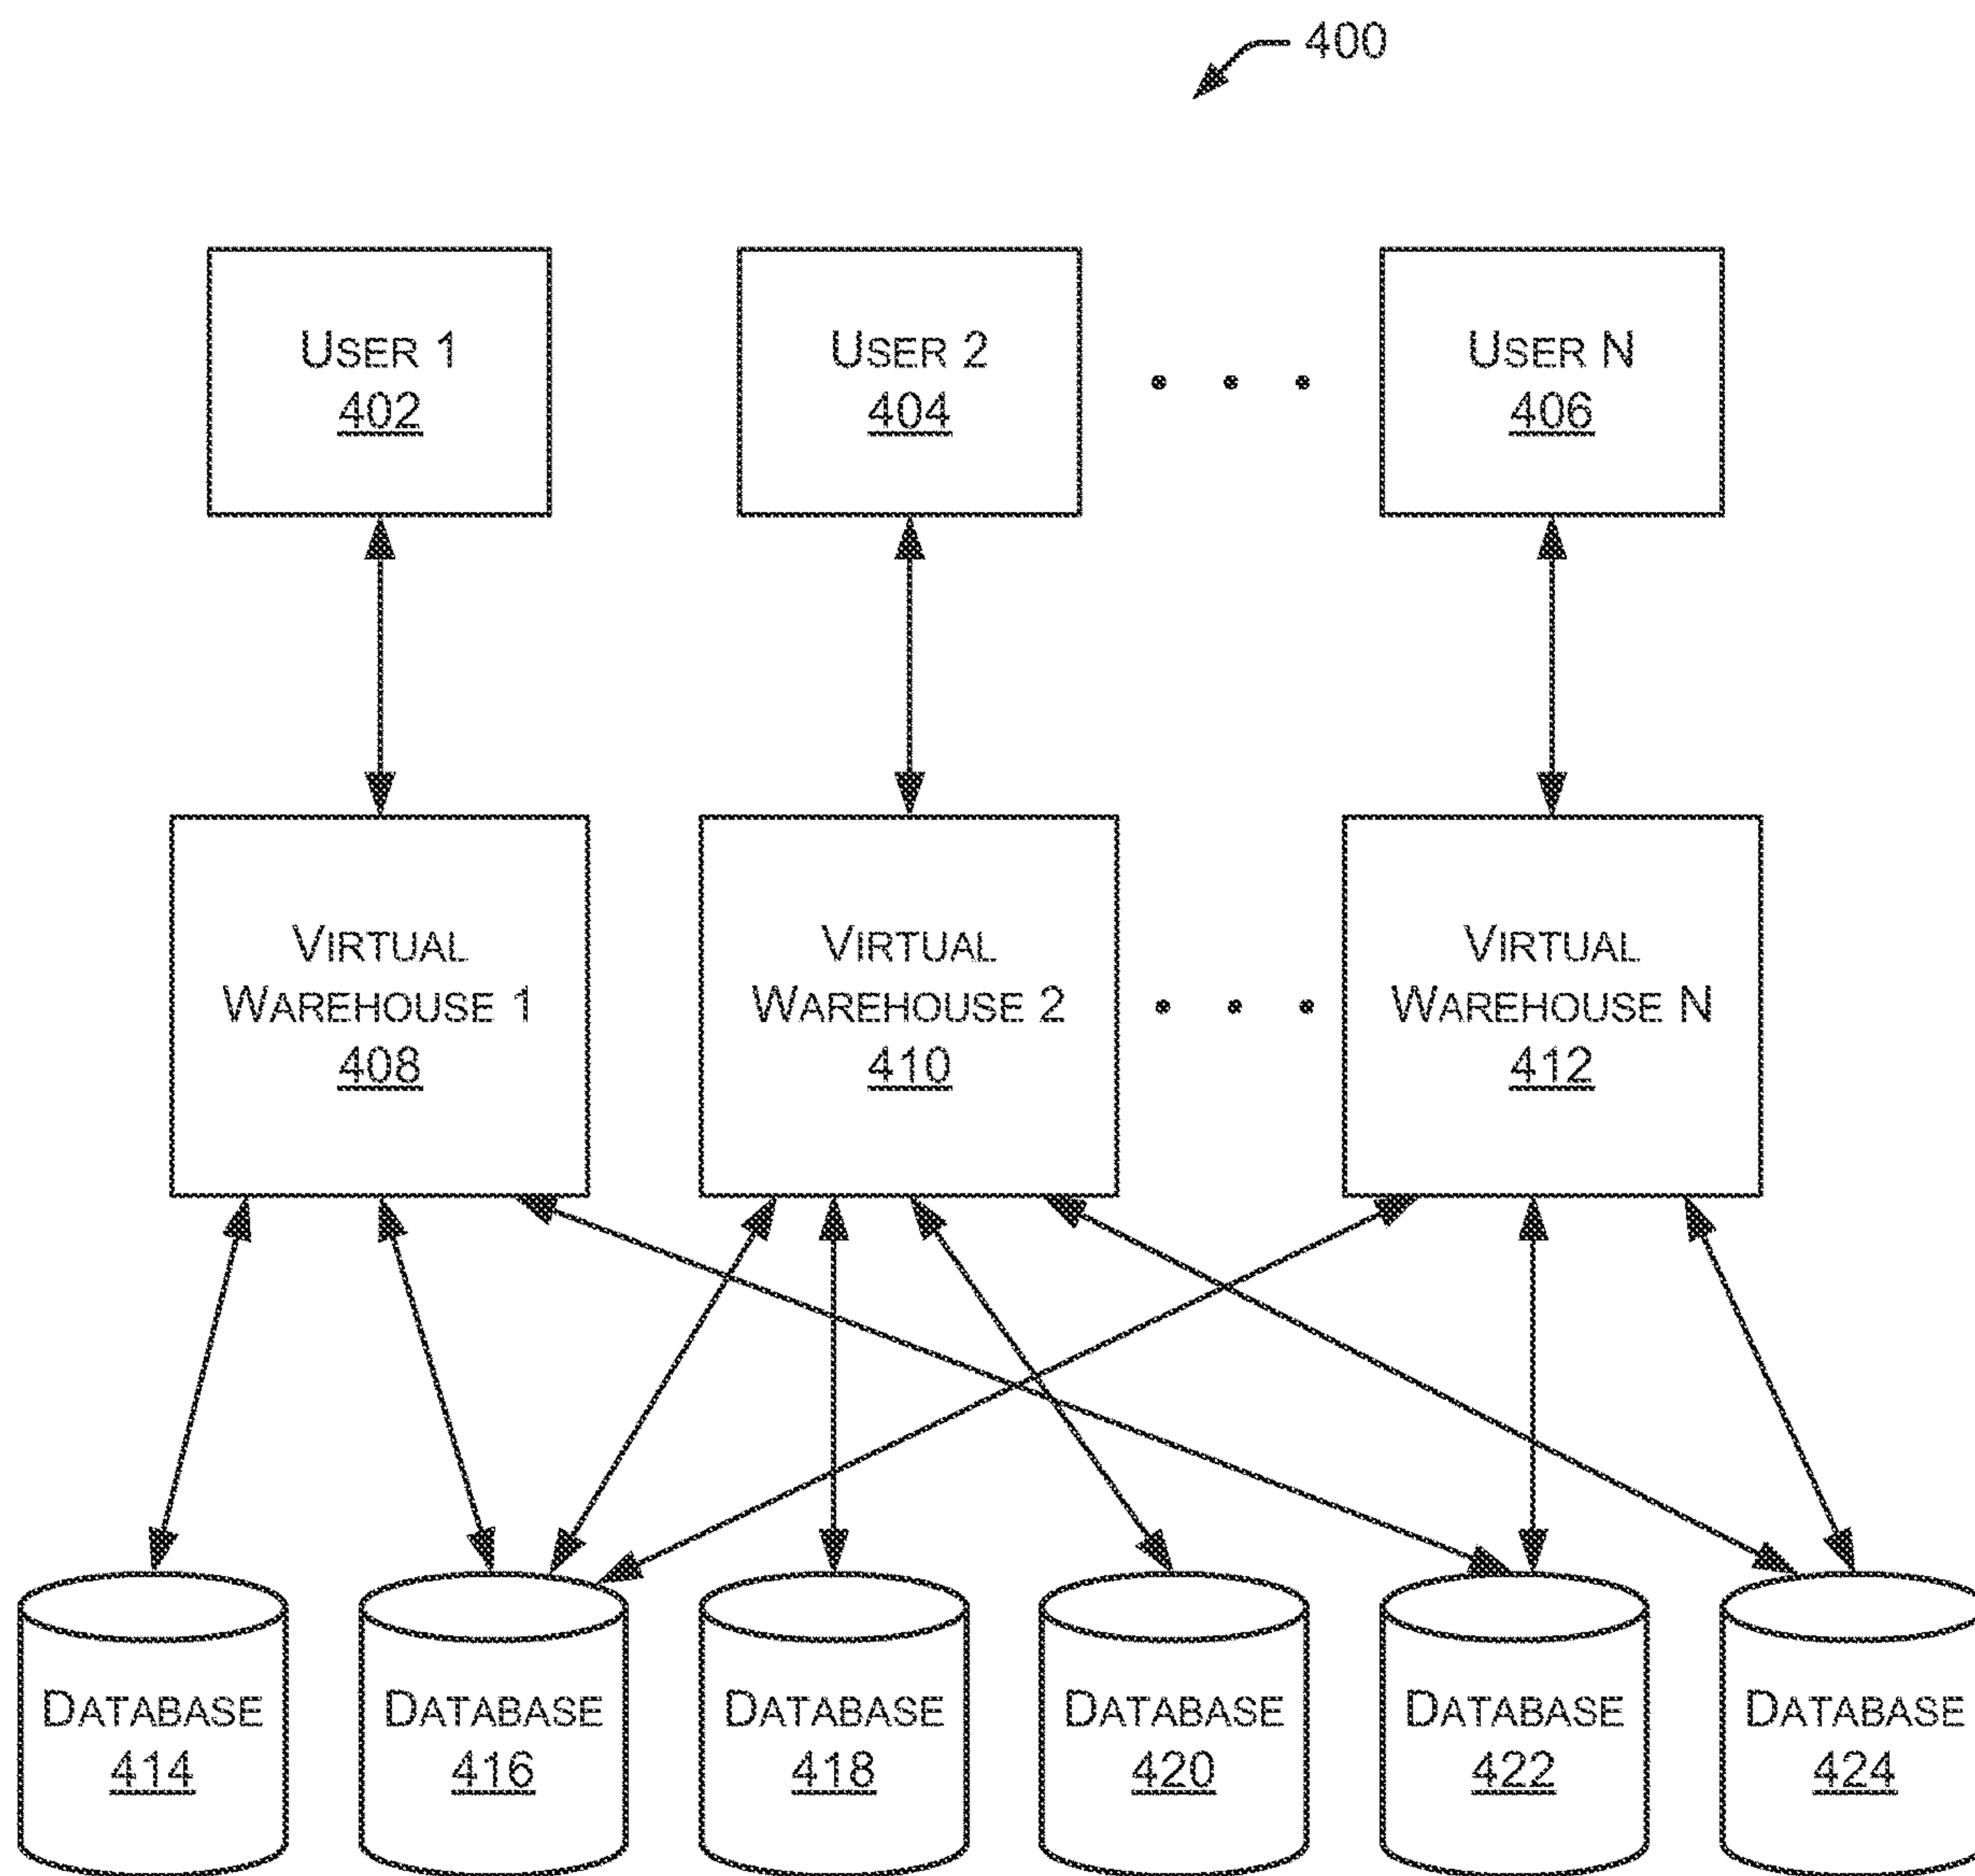 400
USER 1
402
USER 2
404
USER N
406
VIRTUAL
WAREHOUSE 1
408
VIRTUAL
WAREHOUSE 2
410
VIRTUAL
WAREHOUSE N
412
DATABASE
414
DATABASE
416
DATABASE
418
DATABASE
420
DATABASE
422
DATABASE
424